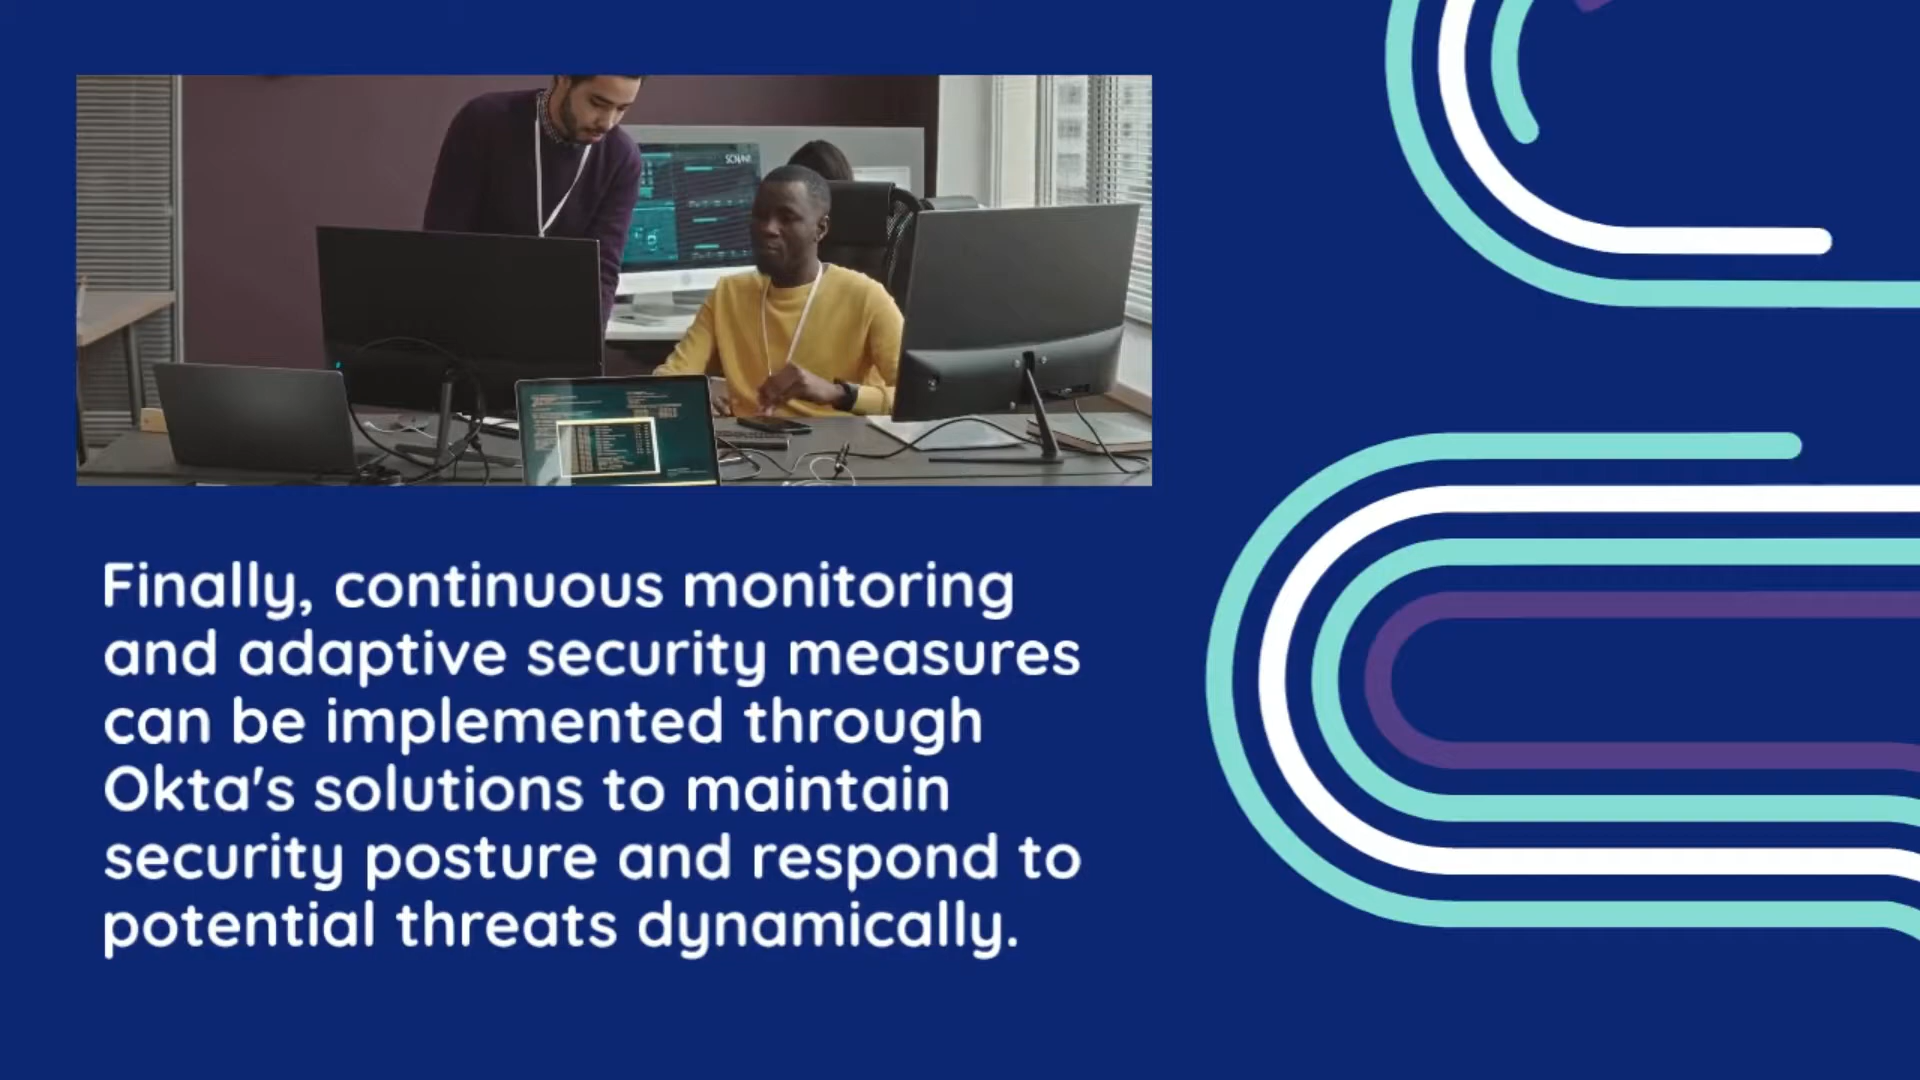 Finally, continuous monitoring
and adaptive security measures
can be implemented through
Okta's solutions to maintain
security posture and respond to
potential threats dynamically.